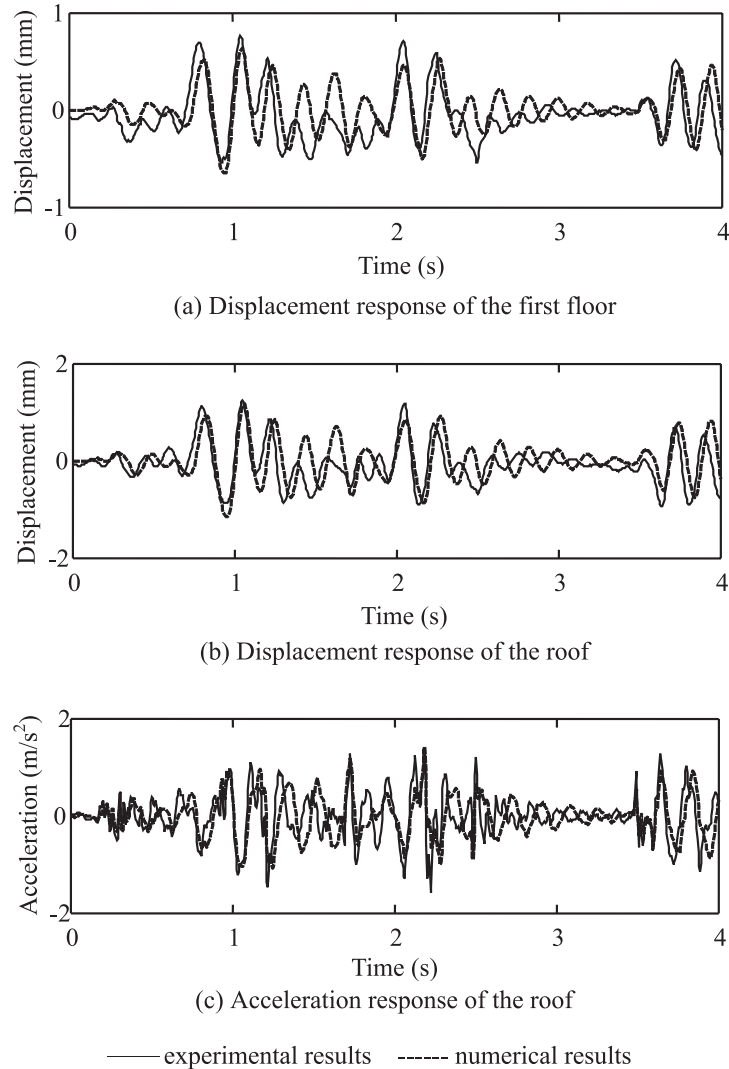 1
0
-1
Displacement (mm)
0 1 2 3 4
Time (s)
(a) Displacement response of the first floor
2
0
-2
Displacement (mm)
0 1 2 3 4
Time (s)
(b) Displacement response of the roof
2
0
-2
Acceleration (m/s²)
0 1 2 3 4
Time (s)
(c) Acceleration response of the roof
experimental results numerical results